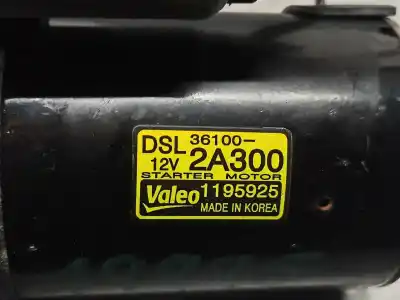 DSL 36100-
12V 2A300
STARTER MOTOR
Valeo 1195925
MADE IN KOREA